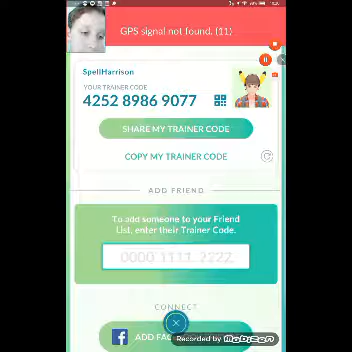 GPS signal not found. (11)
SpellHarrison
YOUR TRAINER CODE
4252 8986 9077
SHARE MY TRAINER CODE
COPY MY TRAINER CODE
ADD FRIEND
To add someone to your Friend
List, enter their Trainer Code.
0000 1111 2222
CONNECT
ADD FAC
Recorded by Mobizen